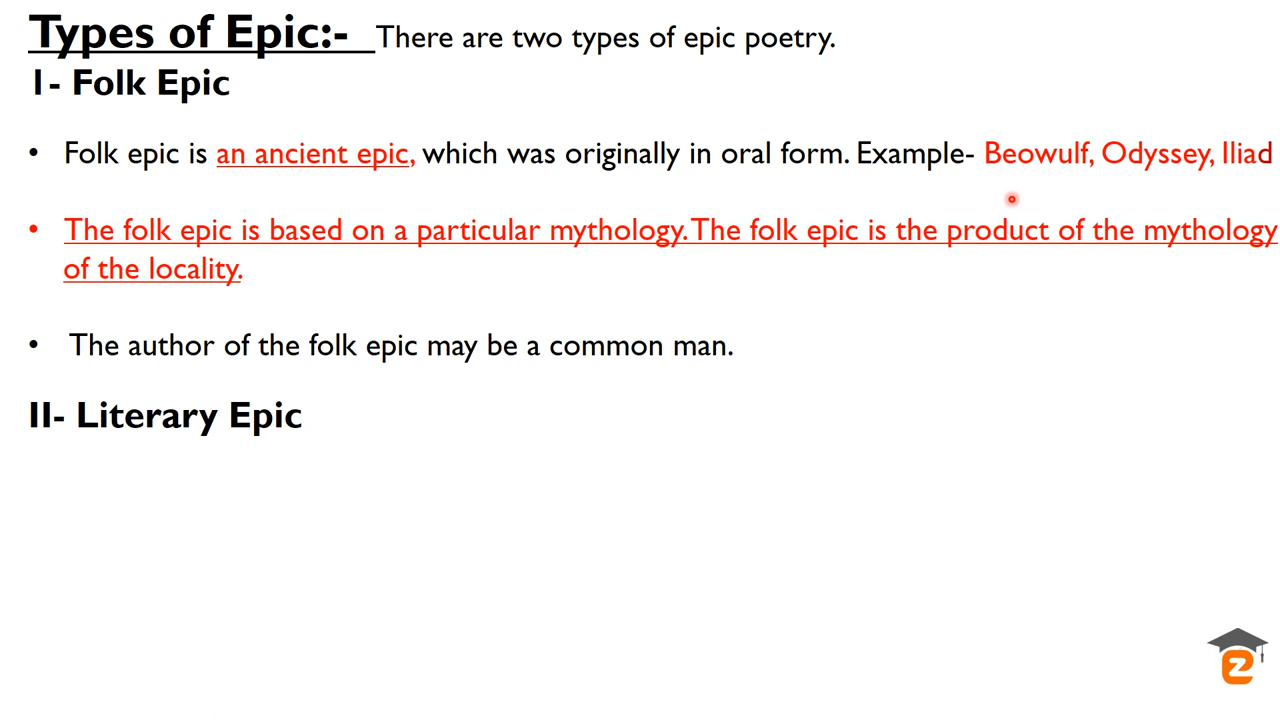 Types of Epic:- There are two types of epic poetry.
1- Folk Epic
• Folk epic is an ancient epic, which was originally in oral form. Example- Beowulf, Odyssey, Iliad
• The folk epic is based on a particular mythology. The folk epic is the product of the mythology
of the locality.
• The author of the folk epic may be a common man.
II- Literary Epic
e